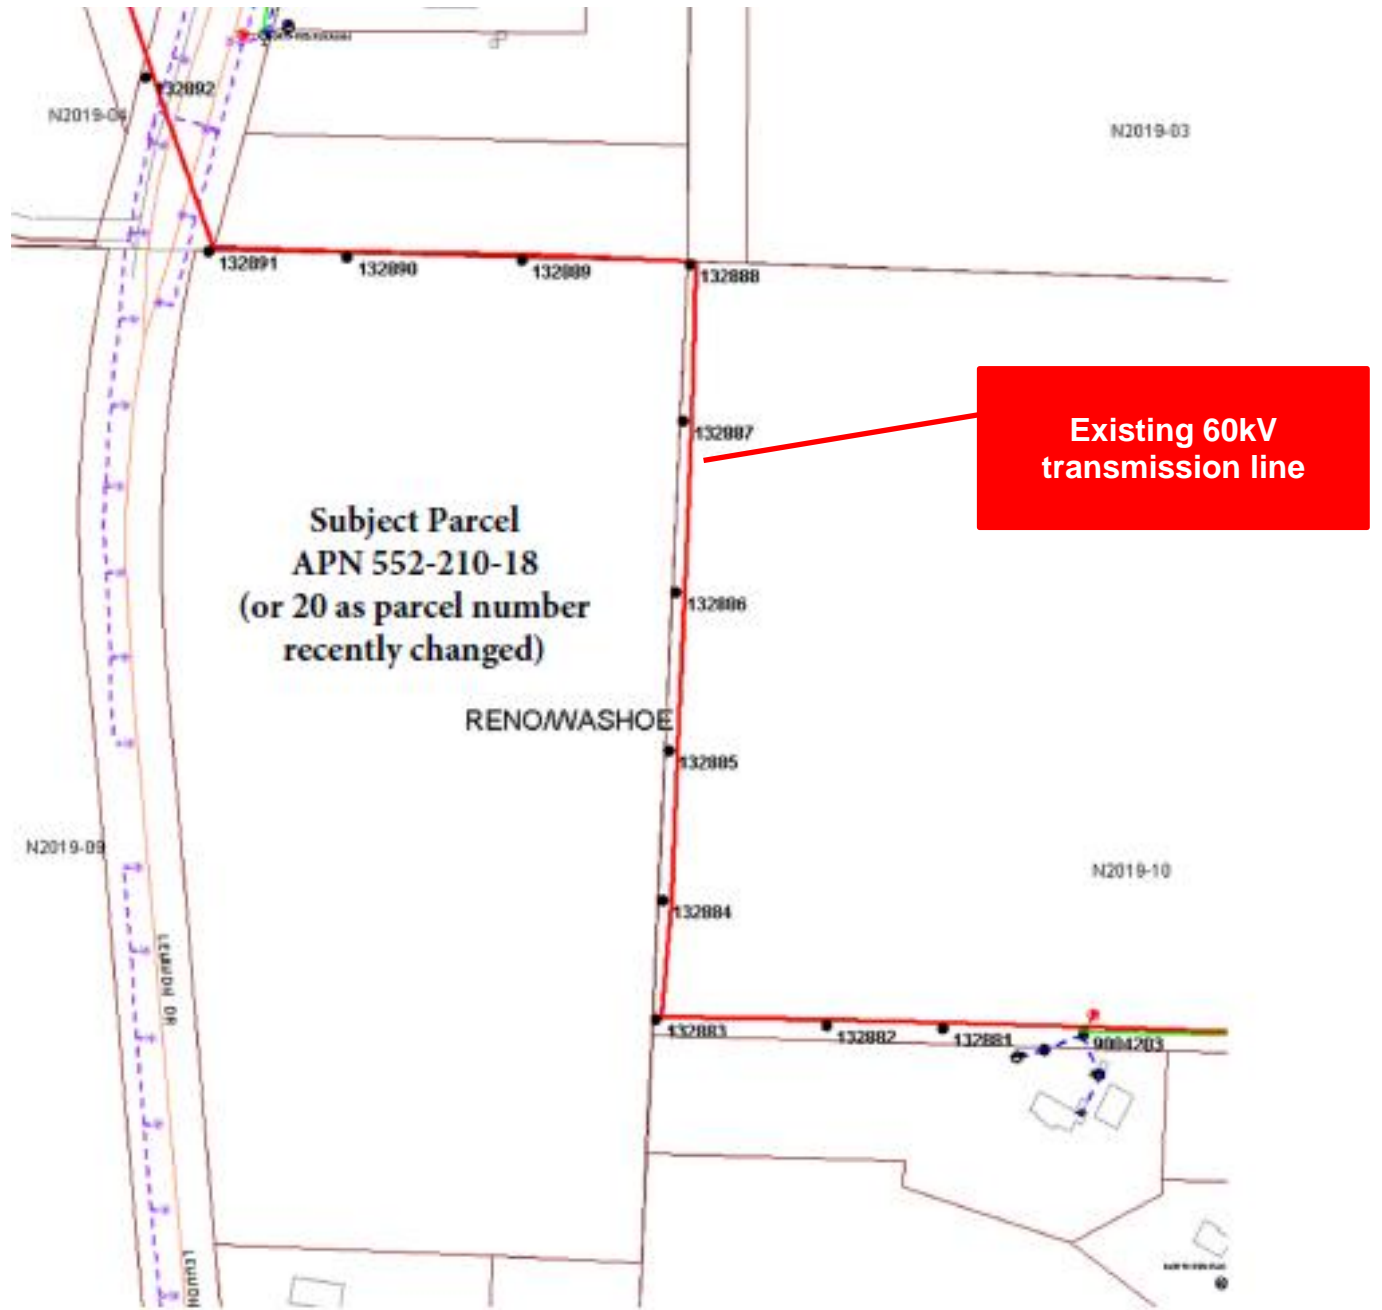 132892
N2019-04
N2019-03
132891
132890
132889
132888
132887
Existing 60kV
transmission line
Subject Parcel
APN 552-210-18
(or 20 as parcel number
recently changed)
132886
RENO/WASHOE
132885
N2019-09
N2019-10
132884
132883
132882
132881
9004203